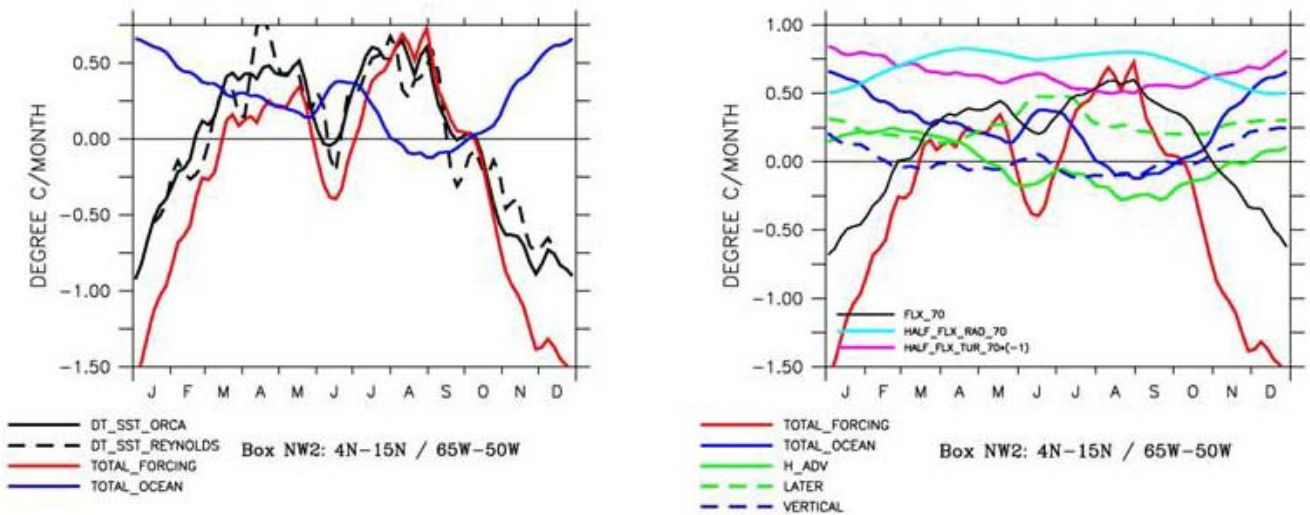 DEGREE C/MONTH
0.50
0.00
−0.50
−1.00
−1.50
J F M A M J J A S O N D
DT_SST_ORCA
DT_SST_REYNOLDS
TOTAL_FORCING
TOTAL_OCEAN
Box NW2: 4N−15N / 65W−50W
DEGREE C/MONTH
1.00
0.50
0.00
−0.50
−1.00
−1.50
FLX_70
HALF_FLX_RAD_70
HALF_FLX_TUR_70*(−1)
J F M A M J J A S O N D
TOTAL_FORCING
TOTAL_OCEAN
H_ADV
LATER
VERTICAL
Box NW2: 4N−15N / 65W−50W